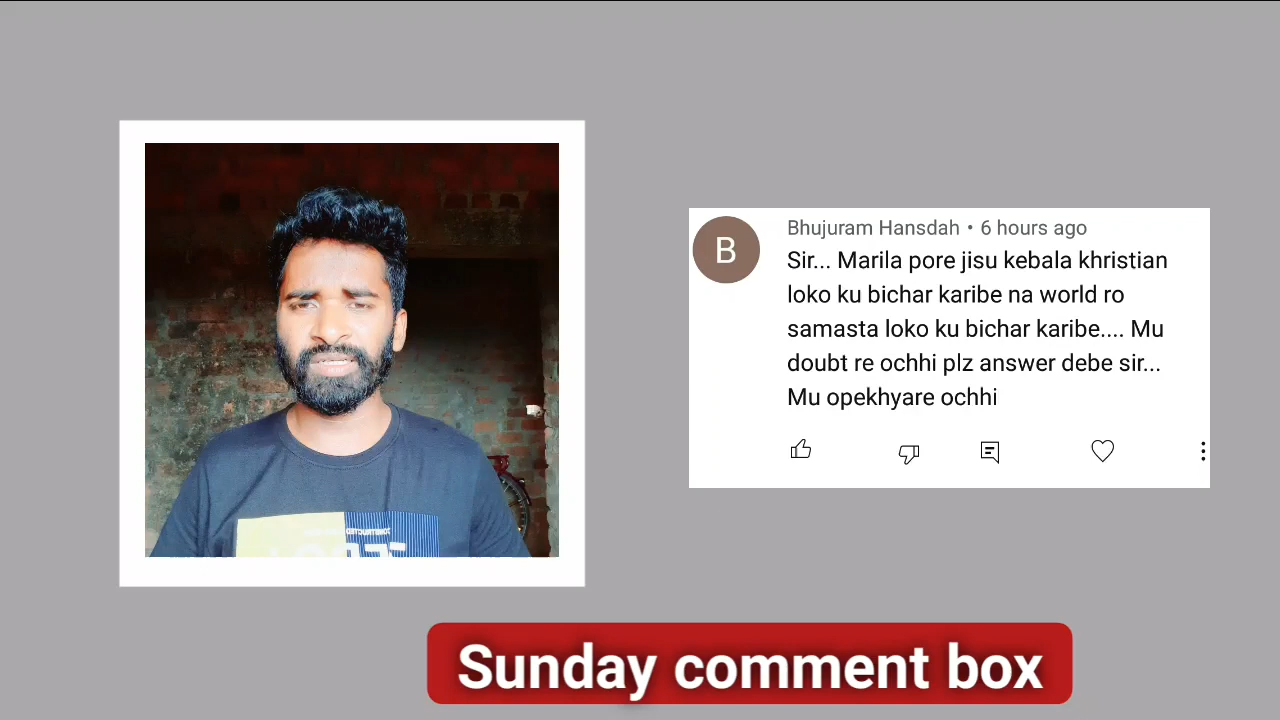 B
Bhujuram Hansdah • 6 hours ago
Sir... Marila pore jisu kebala khristian
loko ku bichar karibe na world ro
samasta loko ku bichar karibe.... Mu
doubt re ochhi plz answer debe sir...
Mu opekhyare ochhi
Sunday comment box